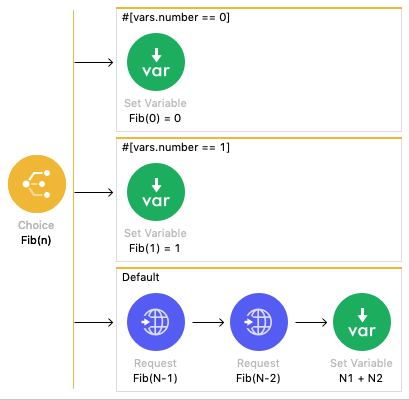 #[vars.number == 0]
var
Set Variable
Fib(0) = 0
#[vars.number == 1]
var
Set Variable
Fib(1) = 1
Choice
Fib(n)
Default
var
Request
Request
Set Variable
Fib(N-1)
Fib(N-2)
N1 + N2